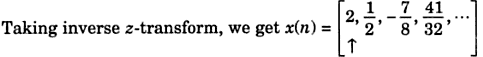 Taking inverse z-transform, we get x(n) = [2, 1/2, -7/8, 41/32, ...]
↑